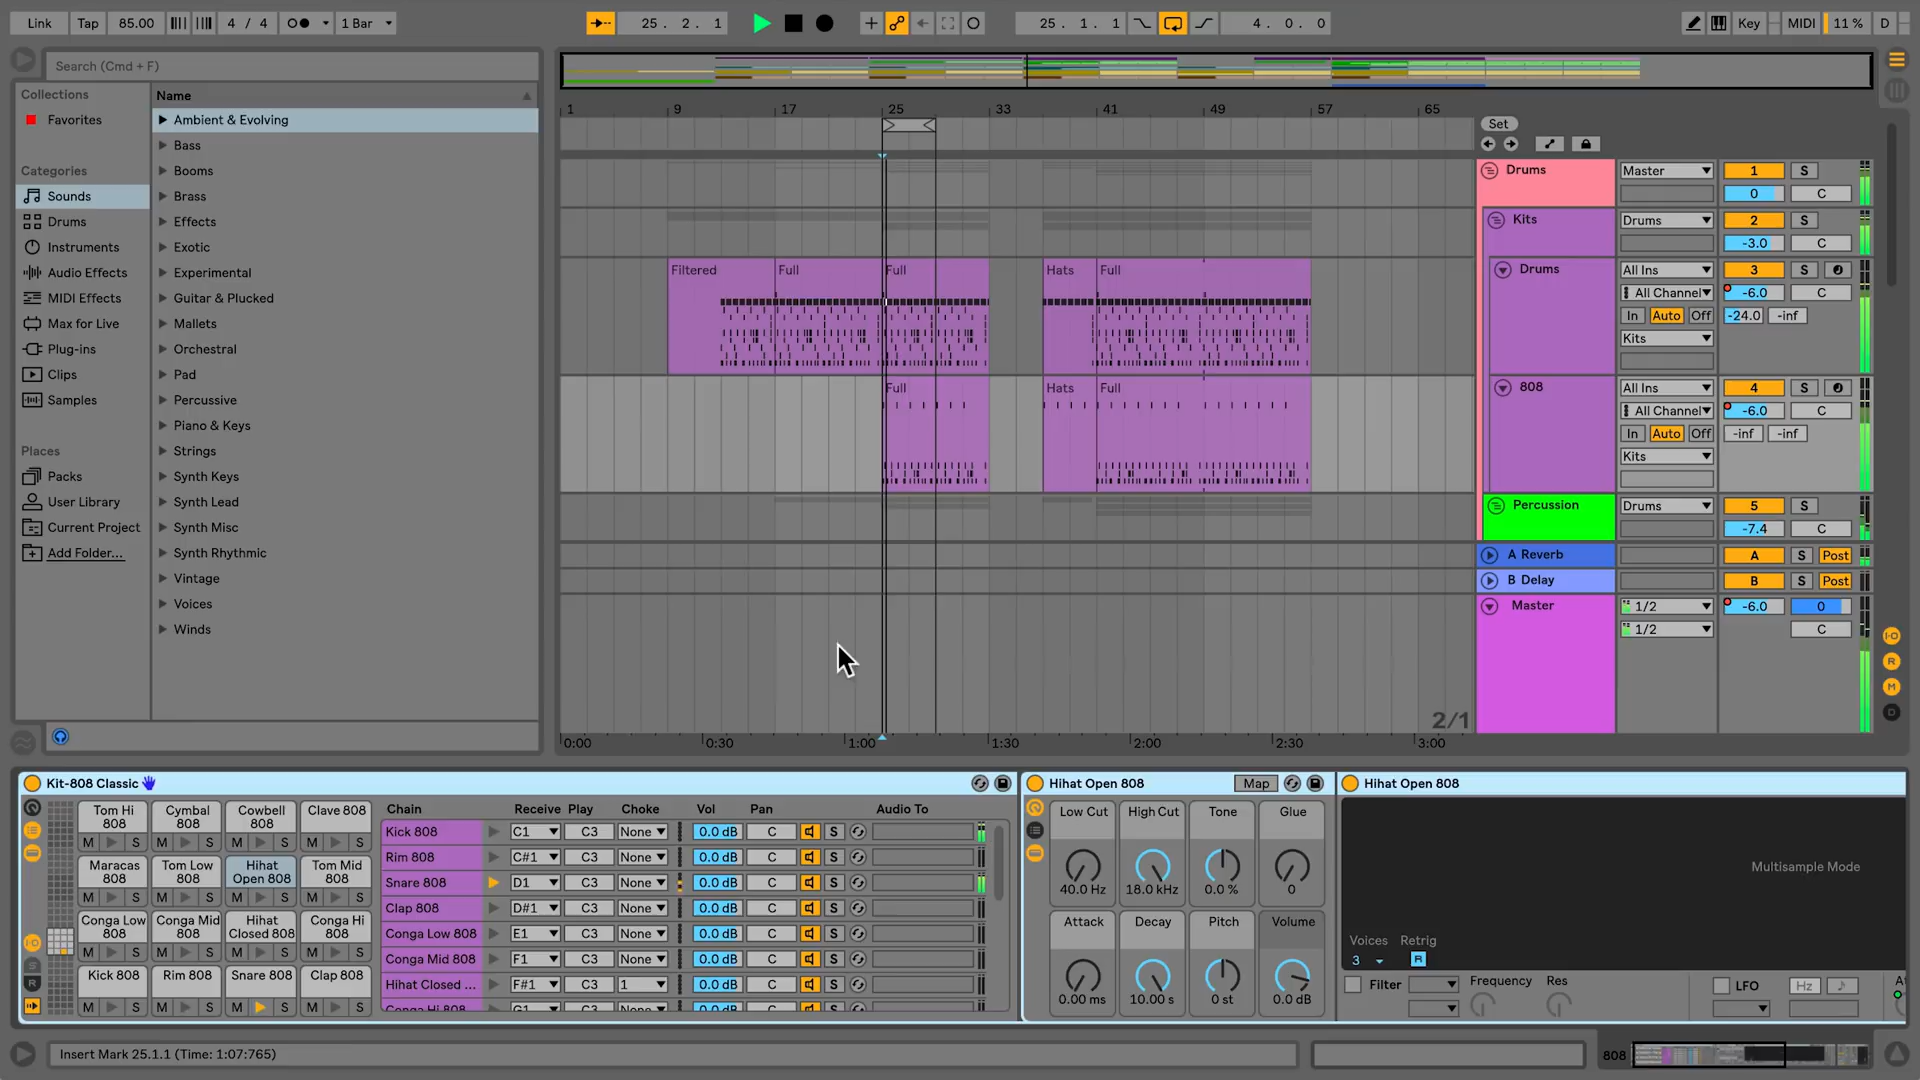 Link Tap 85.00 4 / 4 1 Bar 25 . 2 . 1 25 . 1 . 1 4 . 0 . 0 Key MIDI 11 % D
Search (Cmd + F)
Collections
Favorites
Categories
Sounds
Drums
Instruments
Audio Effects
MIDI Effects
Max for Live
Plug-ins
Clips
Samples
Places
Packs
User Library
Current Project
Add Folder...
Name
Ambient & Evolving
Bass
Booms
Brass
Effects
Exotic
Experimental
Guitar & Plucked
Mallets
Orchestral
Pad
Percussive
Piano & Keys
Strings
Synth Keys
Synth Lead
Synth Misc
Synth Rhythmic
Vintage
Voices
Winds
1 9 17 25 33 41 49 57 65
Set
Filtered Full Full Hats Full
Full Hats Full
2/1
0:00 0:30 1:00 1:30 2:00 2:30 3:00
Drums Master 1 S
0 C
Kits Drums 2 S
-3.0 C
Drums All Ins 3 S
All Channel -6.0 C
In Auto Off -24.0 -inf
Kits
808 All Ins 4 S
All Channel -6.0 C
In Auto Off -inf -inf
Kits
Percussion Drums 5 S
-7.4 C
A Reverb A S Post
B Delay B S Post
Master 1/2 -6.0 0
1/2 C
I·O
R
M
D
Kit-808 Classic
Tom Hi 808 Cymbal 808 Cowbell 808 Clave 808
M S M S M S M S
Maracas 808 Tom Low 808 Hihat Open 808 Tom Mid 808
M S M S M S M S
Conga Low 808 Conga Mid 808 Hihat Closed 808 Conga Hi 808
M S M S M S M S
Kick 808 Rim 808 Snare 808 Clap 808
M S M S M S M S
I·O
S
R
Chain Receive Play Choke Vol Pan Audio To
Kick 808 C1 C3 None 0.0 dB C S
Rim 808 C#1 C3 None 0.0 dB C S
Snare 808 D1 C3 None 0.0 dB C S
Clap 808 D#1 C3 None 0.0 dB C S
Conga Low 808 E1 C3 None 0.0 dB C S
Conga Mid 808 F1 C3 None 0.0 dB C S
Hihat Closed ... F#1 C3 1 0.0 dB C S
Conga Hi 808 G1 C3 None 0.0 dB C S
Hihat Open 808 Map
Low Cut High Cut Tone Glue
40.0 Hz 18.0 kHz 0.0 % 0
Attack Decay Pitch Volume
0.00 ms 10.00 s 0 st 0.0 dB
Hihat Open 808
Multisample Mode
Voices Retrig
3 R
Filter Frequency Res LFO Hz
Insert Mark 25.1.1 (Time: 1:07:765)
808